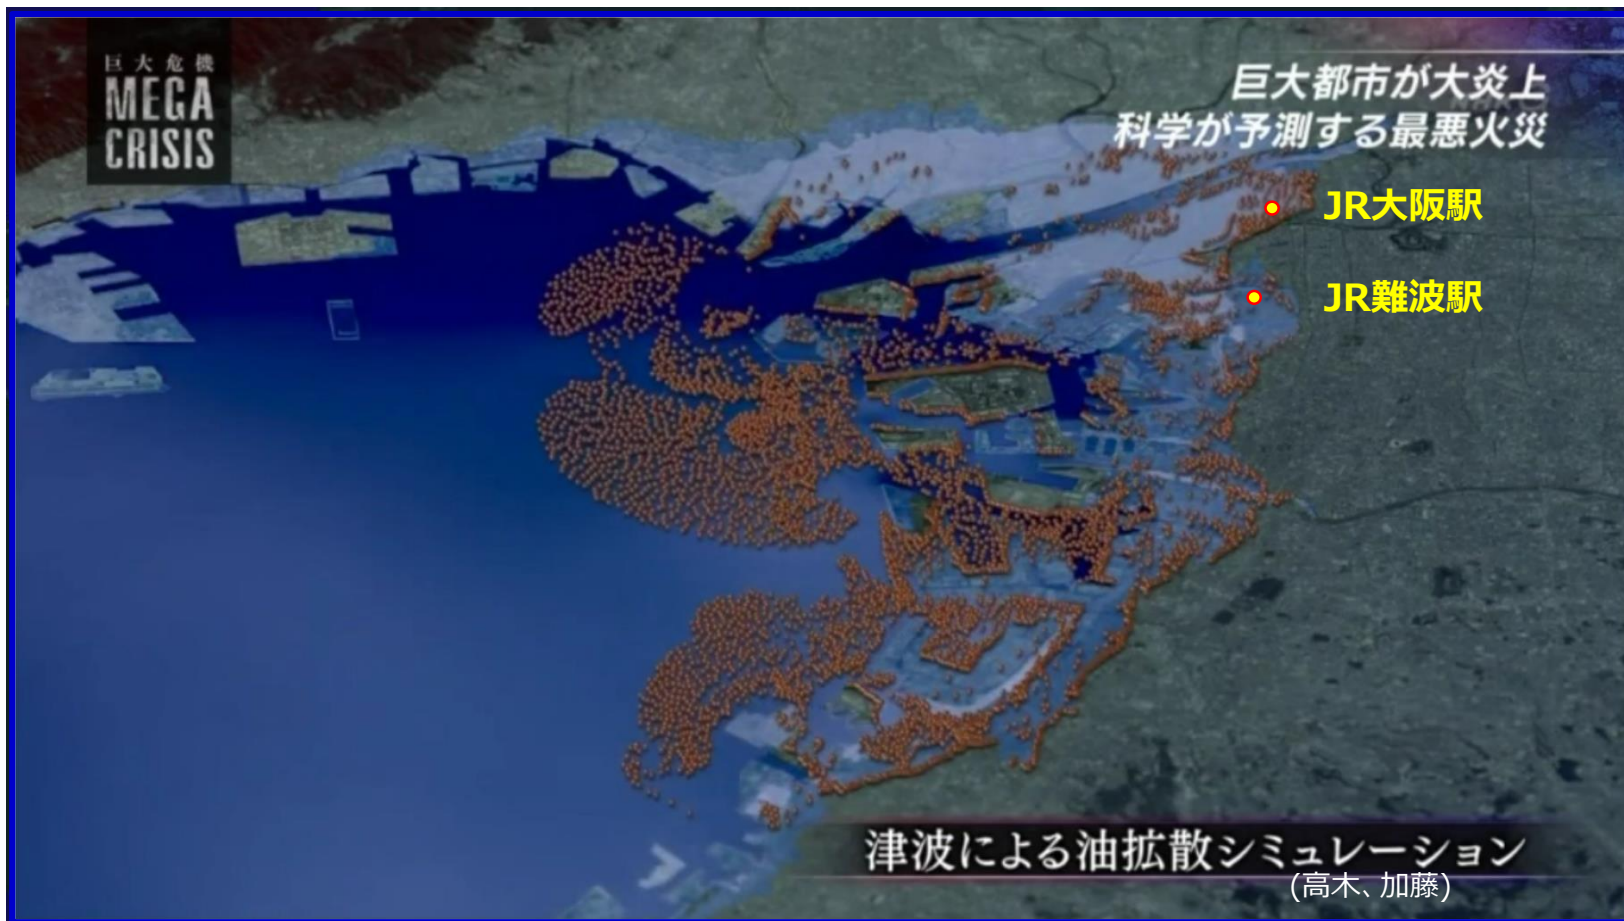 巨大危機
MEGA
CRISIS
巨大都市が大炎上
科学が予測する最悪火災
JR大阪駅
JR難波駅
津波による油拡散シミュレーション
(高木、加藤)